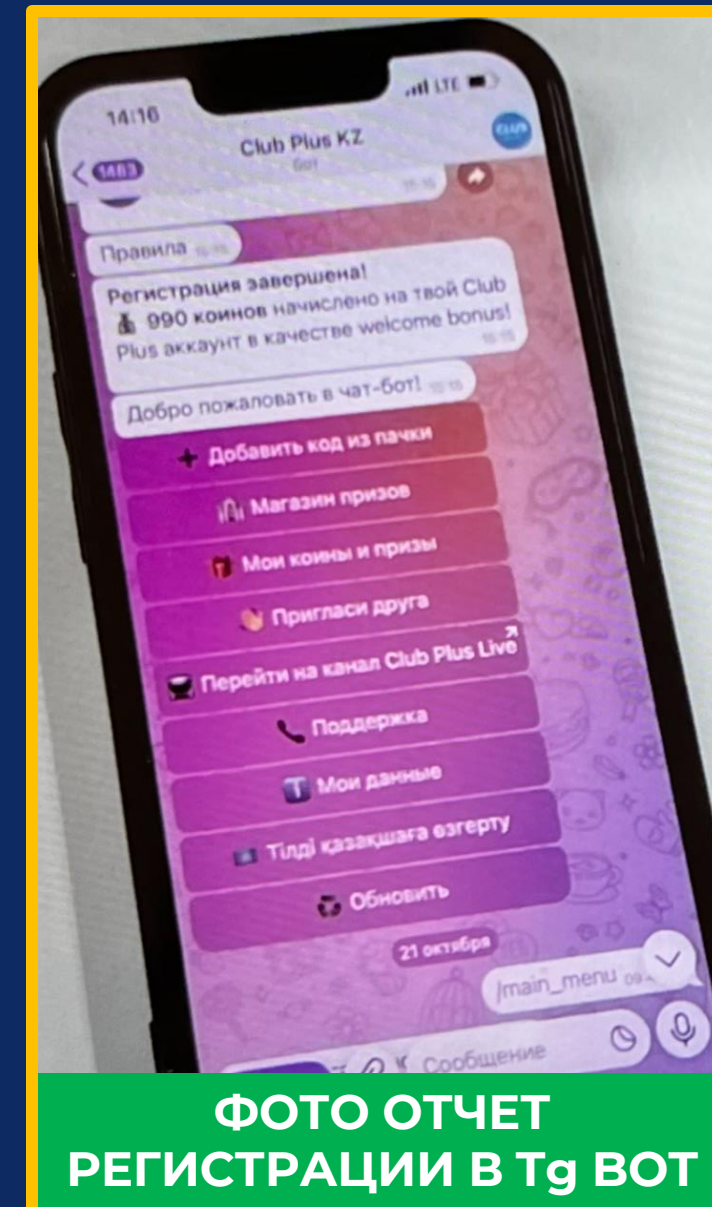 14:16
LTE
Club Plus KZ
бот
CLUB
1463
Правила
Регистрация завершена!
990 коинов начислено на твой Club
Plus аккаунт в качестве welcome bonus!
Добро пожаловать в чат-бот!
Добавить код из пачки
Магазин призов
Мои коины и призы
Пригласи друга
Перейти на канал Club Plus Live
Поддержка
Мои данные
Тілді қазақшаға өзгерту
Обновить
21 октября
/main_menu
Сообщение
ФОТО ОТЧЕТ
РЕГИСТРАЦИИ В Tg BOT